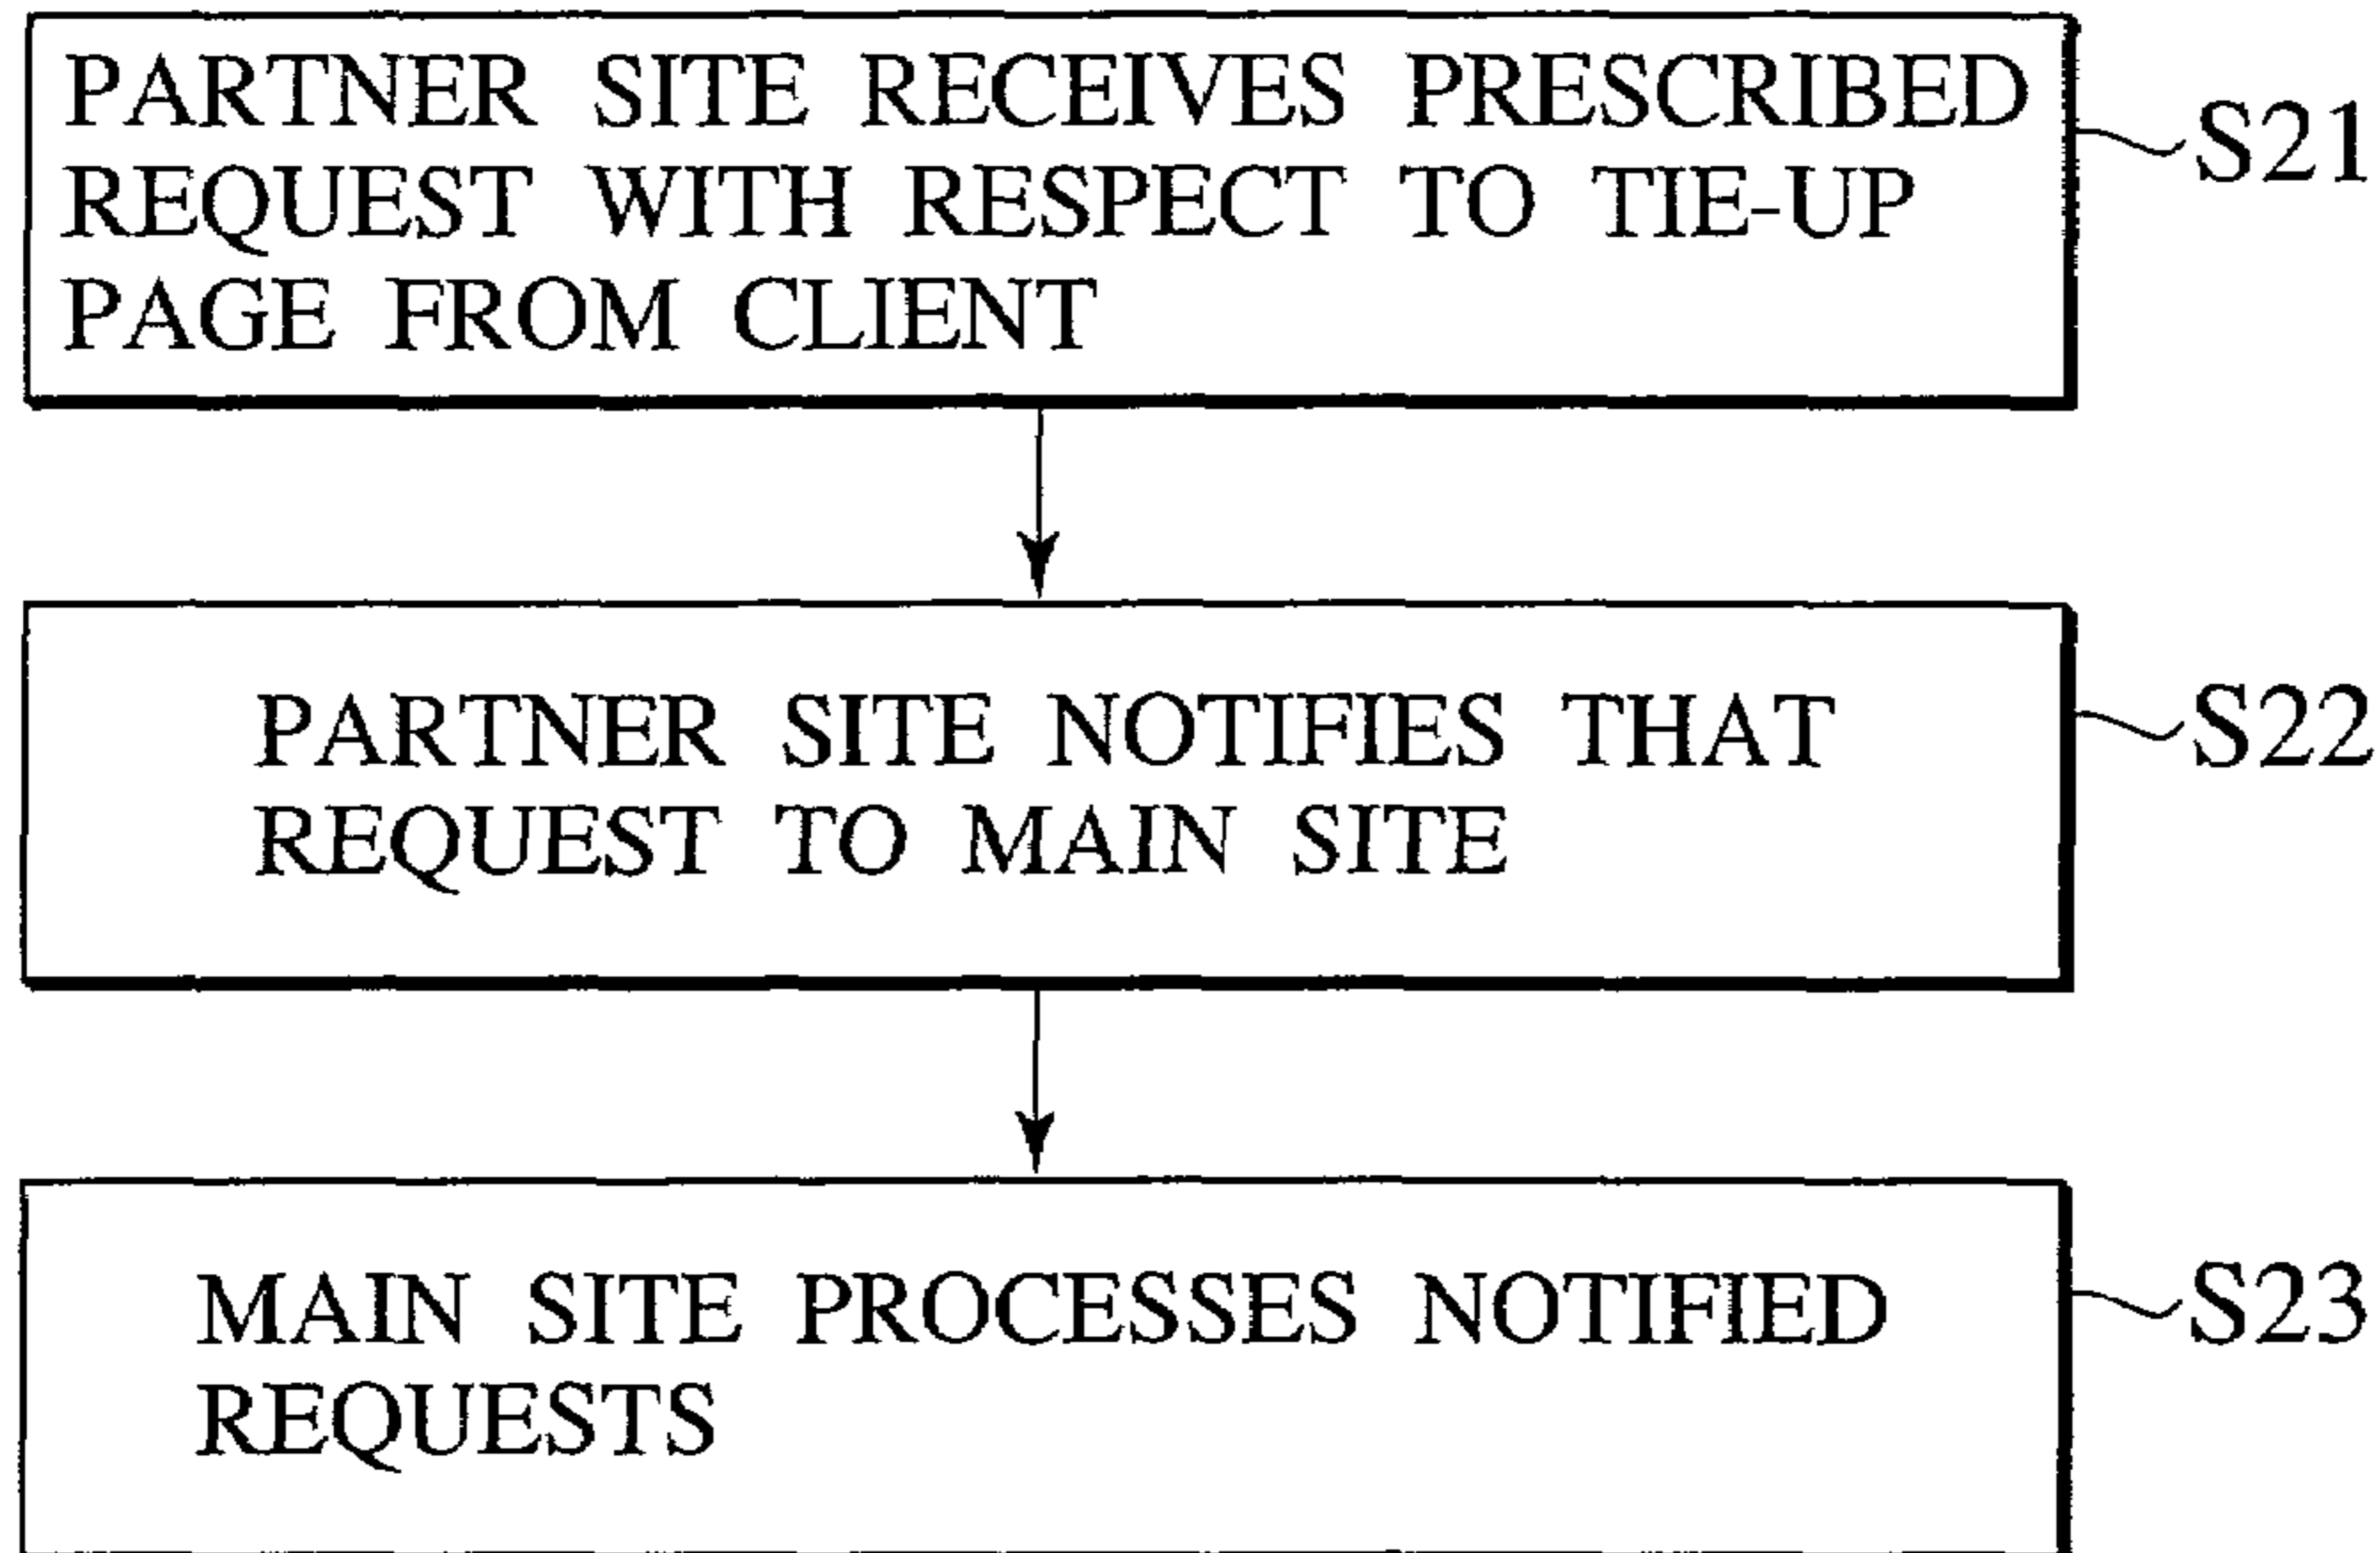 PARTNER SITE RECEIVES PRESCRIBED
REQUEST WITH RESPECT TO TIE-UP
PAGE FROM CLIENT
S21
PARTNER SITE NOTIFIES THAT
REQUEST TO MAIN SITE
S22
MAIN SITE PROCESSES NOTIFIED
REQUESTS
S23